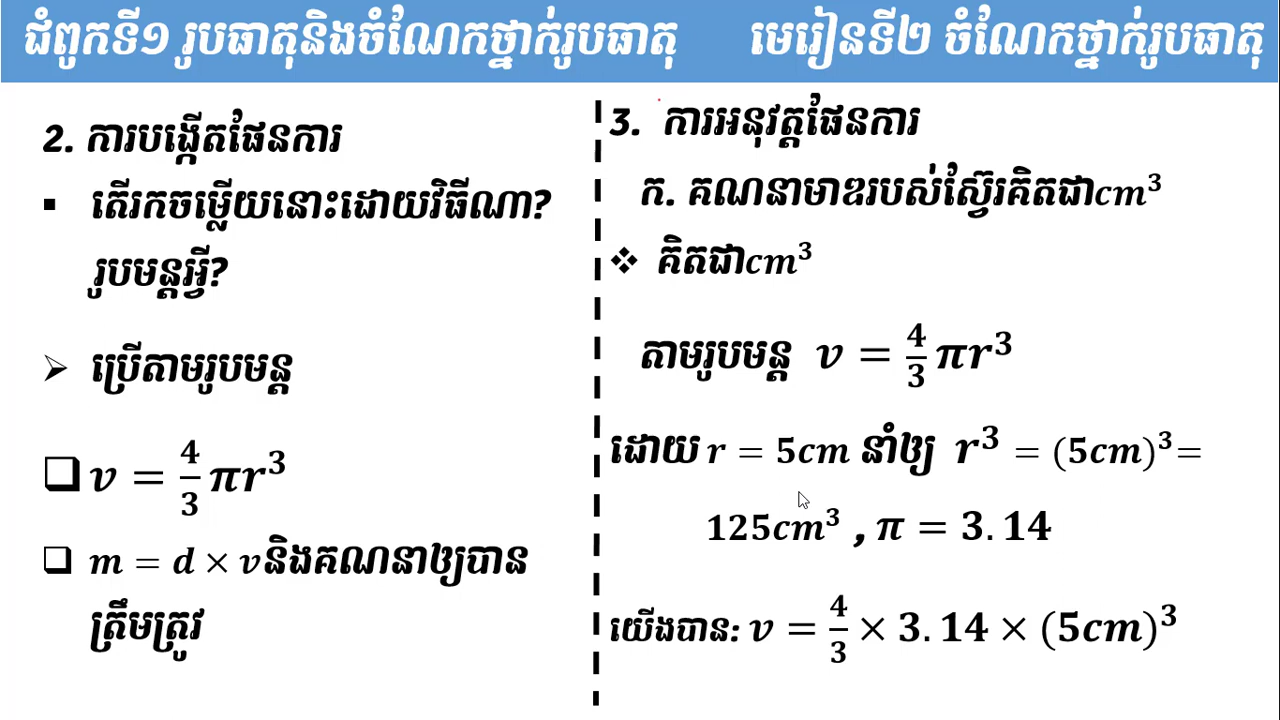 ជំពូកទី១ រូបធាតុនិងចំណែកថ្នាក់រូបធាតុ មេរៀនទី២ ចំណែកថ្នាក់រូបធាតុ
2. ការបង្កើតផែនការ
▪ តើរកចម្លើយនោះដោយវិធីណា?
រូបមន្តអ្វី?
➢ ប្រើតាមរូបមន្ត
❑ v = 4/3 πr³
❑ m = d × v និងគណនាឲ្យបាន
ត្រឹមត្រូវ
3. ការអនុវត្តផែនការ
ក. គណនាមាឌរបស់ស្វ៊ែរគិតជាcm³
❖ គិតជាcm³
តាមរូបមន្ត v = 4/3 πr³
ដោយ r = 5cm នាំឲ្យ r³ = (5cm)³=
125cm³ , π = 3.14
យើងបាន: v = 4/3 × 3.14 × (5cm)³